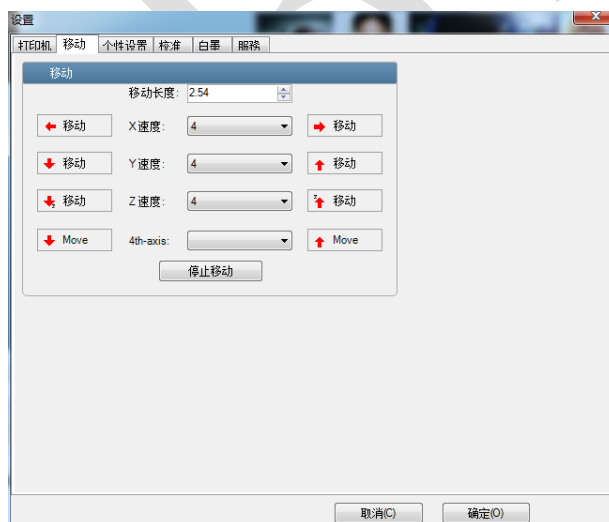 设置
打印机 移动 个性设置 校准 白墨 服務
移动
移动长度: 2.54
移动 X速度: 4 移动
移动 Y速度: 4 移动
z 移动 Z速度: 4 z 移动
Move 4th-axis: Move
停止移动
取消(C) 确定(O)